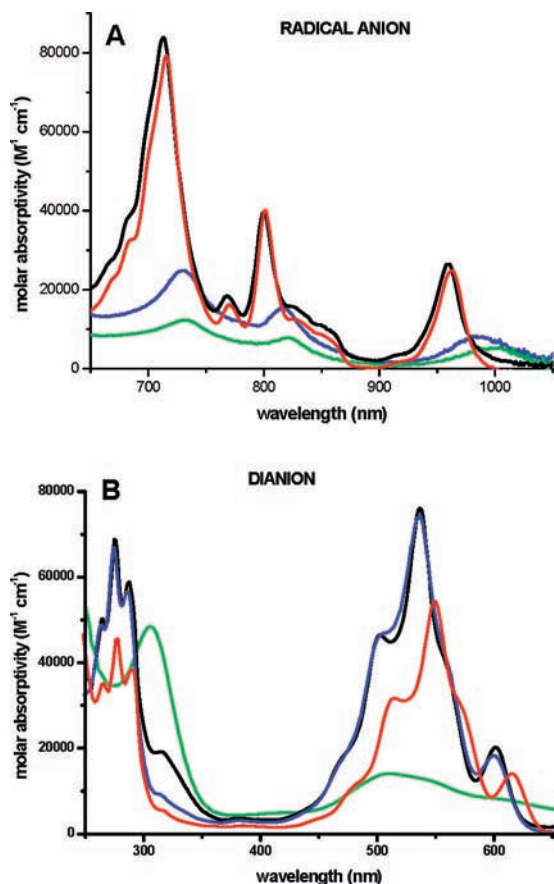 A
RADICAL ANION
molar absorptivity (M⁻¹ cm⁻¹)
80000
60000
40000
20000
0
700
800
900
1000
wavelength (nm)
B
DIANION
molar absorptivity (M⁻¹ cm⁻¹)
80000
60000
40000
20000
0
300
400
500
600
wavelength (nm)